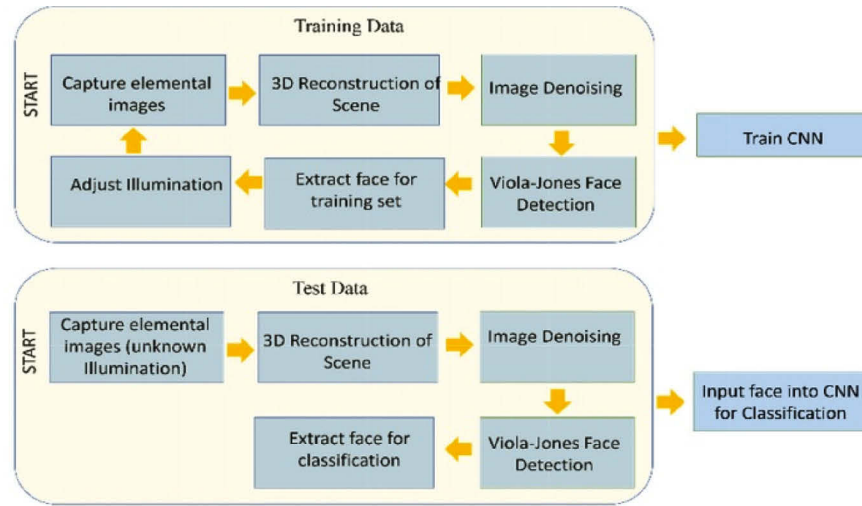 Training Data
START
Capture elemental
images
3D Reconstruction of
Scene
Image Denoising
Train CNN
Adjust Illumination
Extract face for
training set
Viola-Jones Face
Detection
Test Data
START
Capture elemental
images (unknown
Illumination)
3D Reconstruction of
Scene
Image Denoising
Input face into CNN
for Classification
Extract face for
classification
Viola-Jones Face
Detection